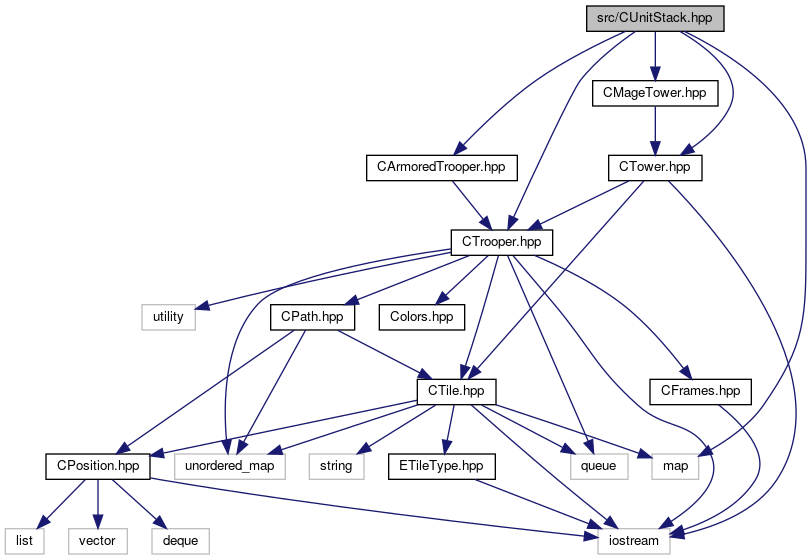 src/CUnitStack.hpp
CMageTower.hpp
CArmoredTrooper.hpp
CTower.hpp
CTrooper.hpp
utility
CPath.hpp
Colors.hpp
CTile.hpp
CFrames.hpp
CPosition.hpp
unordered_map
string
ETileType.hpp
queue
map
list
vector
deque
iostream